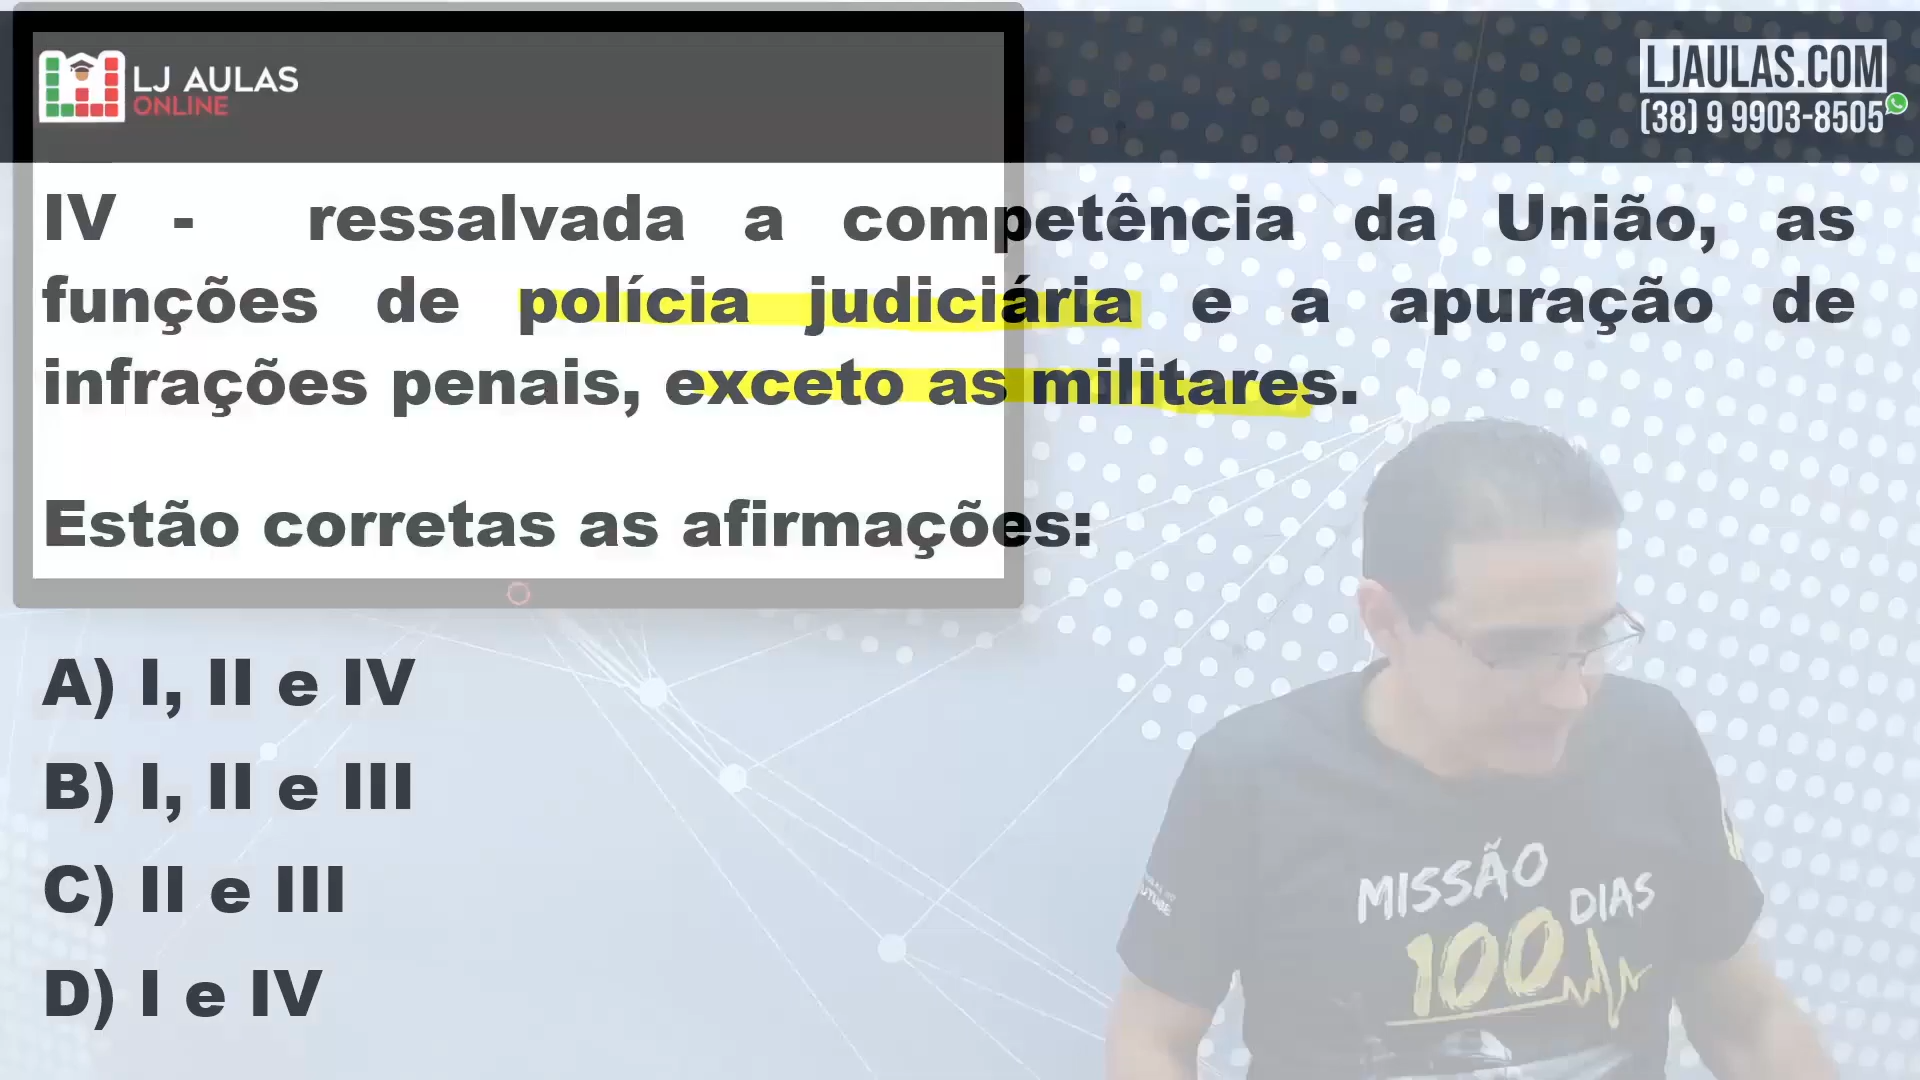 LJ AULAS
ONLINE
LJAULAS.COM
(38) 9 9903-8505
IV - ressalvada a competência da União, as
funções de polícia judiciária e a apuração de
infrações penais, exceto as militares.
Estão corretas as afirmações:
A) I, II e IV
B) I, II e III
C) II e III
D) I e IV
MISSÃO
100 DIAS